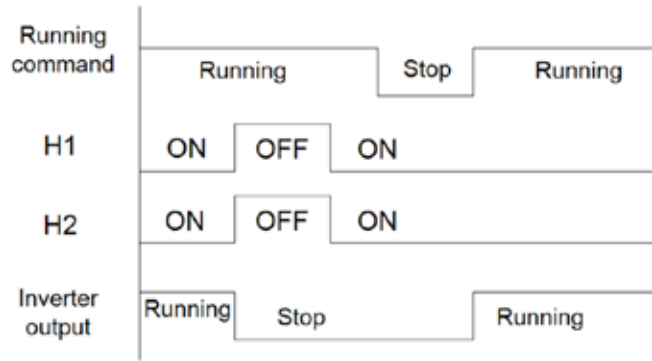 Running
command
Running
Stop
Running
H1
ON
OFF
ON
H2
ON
OFF
ON
Inverter
output
Running
Stop
Running